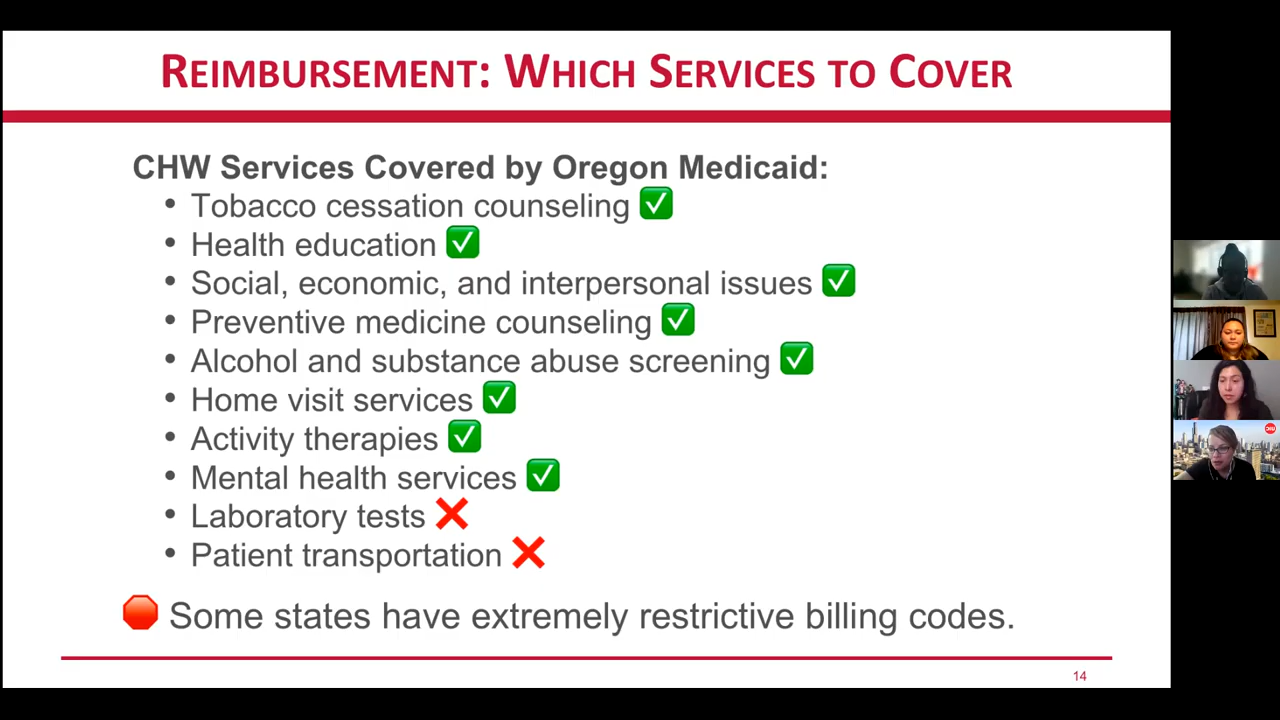 REIMBURSEMENT: WHICH SERVICES TO COVER
CHW Services Covered by Oregon Medicaid:
• Tobacco cessation counseling ✅
• Health education ✅
• Social, economic, and interpersonal issues ✅
• Preventive medicine counseling ✅
• Alcohol and substance abuse screening ✅
• Home visit services ✅
• Activity therapies ✅
• Mental health services ✅
• Laboratory tests ❌
• Patient transportation ❌
🛑 Some states have extremely restrictive billing codes.
14